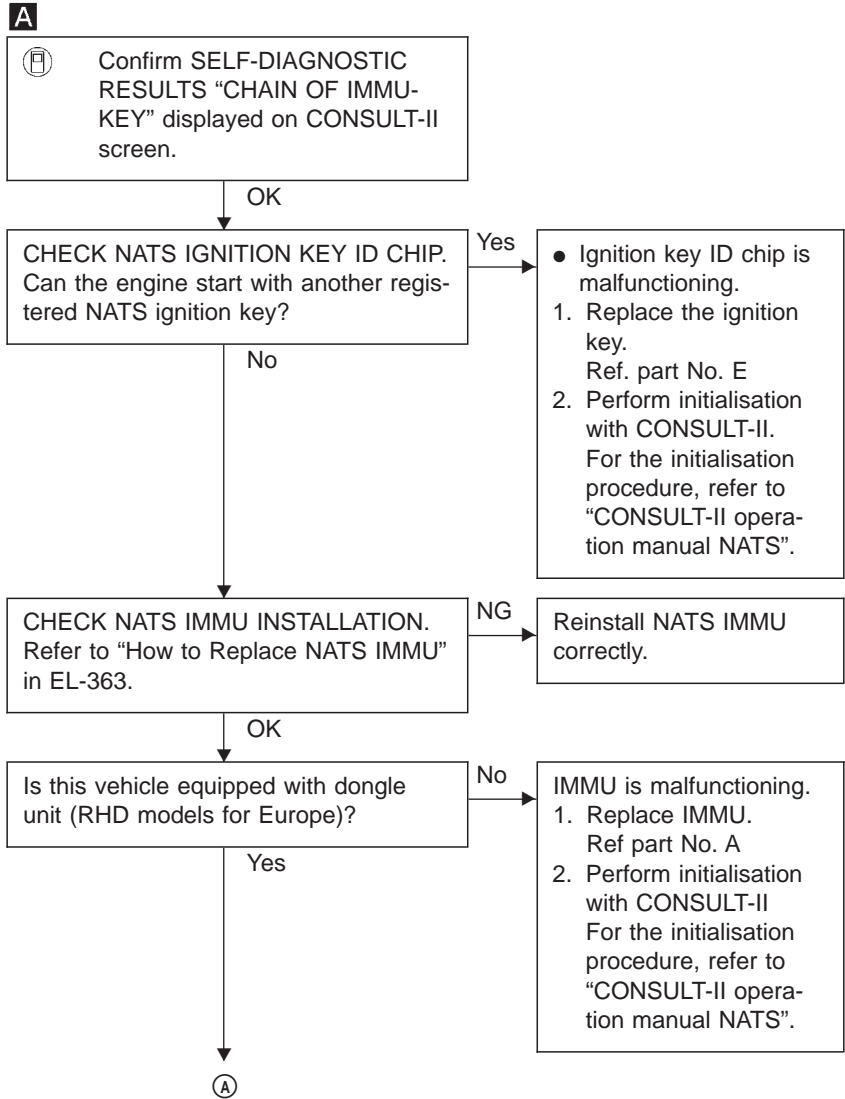 A
Confirm SELF-DIAGNOSTIC
RESULTS “CHAIN OF IMMU-
KEY” displayed on CONSULT-II
screen.
OK
CHECK NATS IGNITION KEY ID CHIP.
Can the engine start with another regis-
tered NATS ignition key?
Yes
● Ignition key ID chip is
malfunctioning.
1. Replace the ignition
key.
Ref. part No. E
2. Perform initialisation
with CONSULT-II.
For the initialisation
procedure, refer to
“CONSULT-II opera-
tion manual NATS”.
No
CHECK NATS IMMU INSTALLATION.
Refer to “How to Replace NATS IMMU”
in EL-363.
NG
Reinstall NATS IMMU
correctly.
OK
Is this vehicle equipped with dongle
unit (RHD models for Europe)?
No
IMMU is malfunctioning.
1. Replace IMMU.
Ref part No. A
2. Perform initialisation
with CONSULT-II
For the initialisation
procedure, refer to
“CONSULT-II opera-
tion manual NATS”.
Yes
A